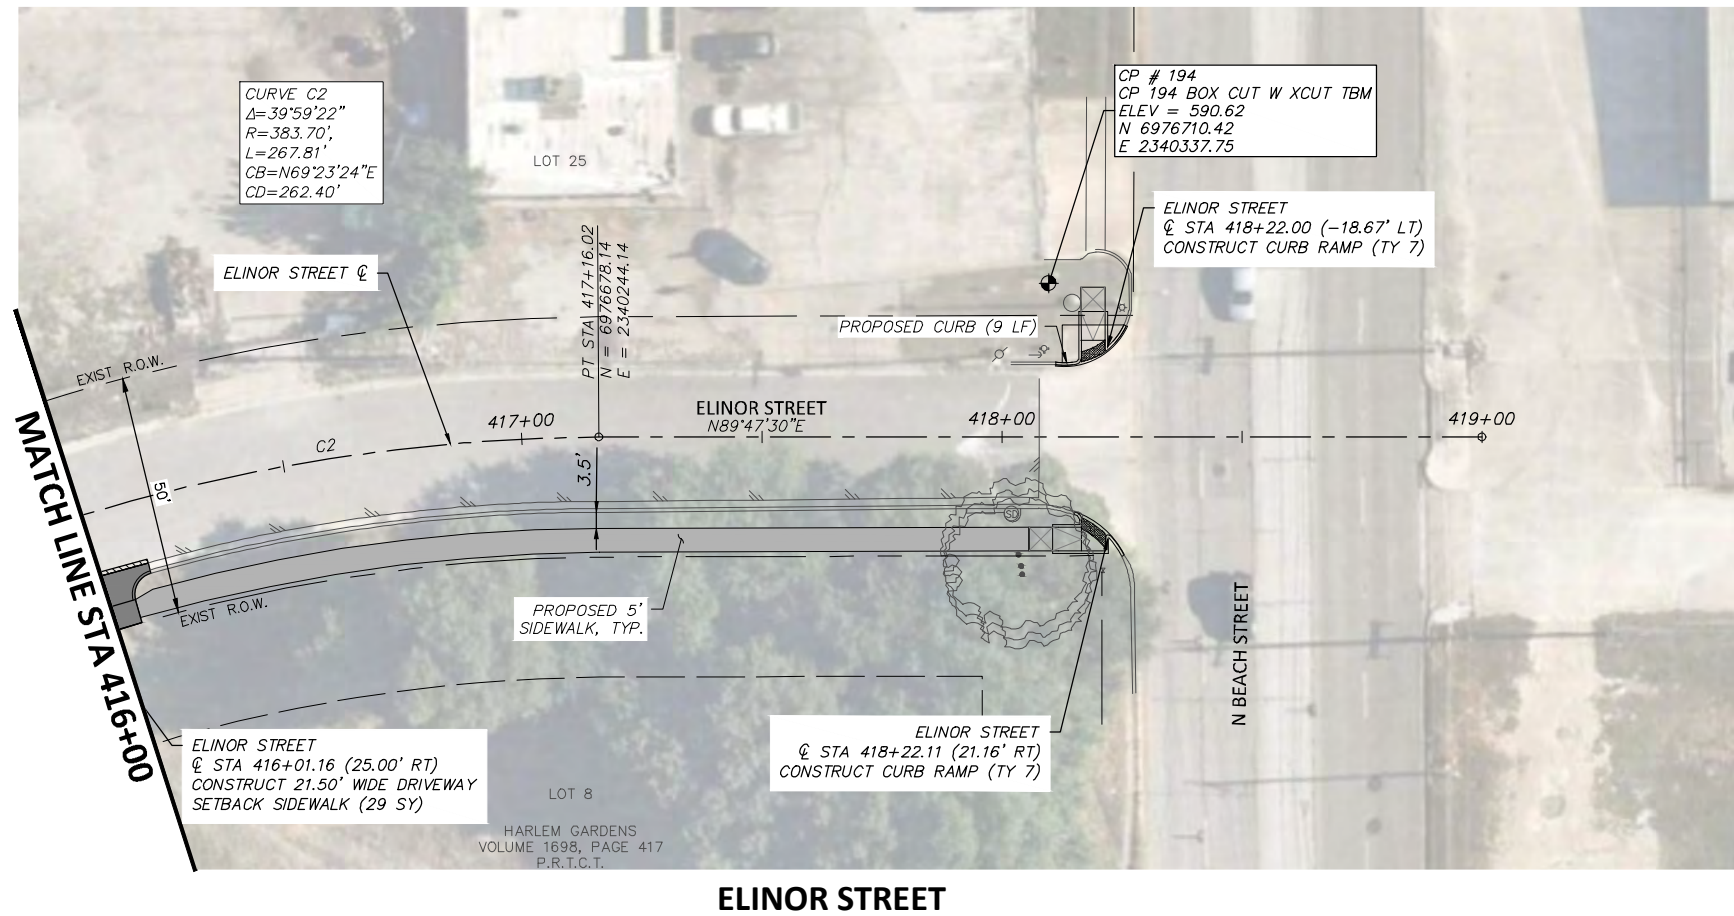 CURVE C2
Δ=39°59'22"
R=383.70',
L=267.81'
CB=N69°23'24"E
CD=262.40'
LOT 25
CP # 194
CP 194 BOX CUT W XCUT TBM
ELEV = 590.62
N 6976710.42
E 2340337.75
ELINOR STREET
℄ STA 418+22.00 (-18.67' LT)
CONSTRUCT CURB RAMP (TY 7)
ELINOR STREET ℄
PT STA 417+16.02
N = 6976678.14
E = 2340244.14
PROPOSED CURB (9 LF)
EXIST R.O.W.
417+00
ELINOR STREET
N89°47'30"E
418+00
419+00
C2
50'
3.5'
SD
MATCH LINE STA 416+00
EXIST R.O.W.
PROPOSED 5'
SIDEWALK, TYP.
N BEACH STREET
ELINOR STREET
℄ STA 416+01.16 (25.00' RT)
CONSTRUCT 21.50' WIDE DRIVEWAY
SETBACK SIDEWALK (29 SY)
ELINOR STREET
℄ STA 418+22.11 (21.16' RT)
CONSTRUCT CURB RAMP (TY 7)
LOT 8
HARLEM GARDENS
VOLUME 1698, PAGE 417
P.R.T.C.T.
ELINOR STREET